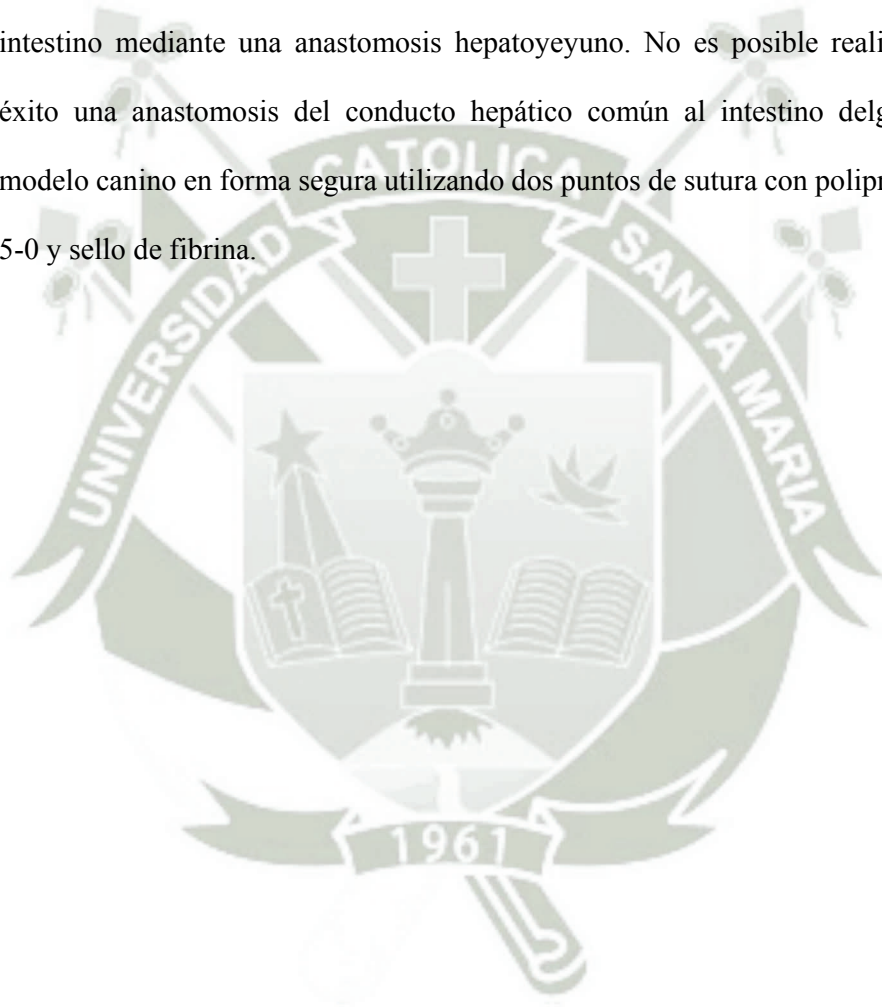 intestino mediante una anastomosis hepatoyeyuno. No es posible reali
éxito una anastomosis del conducto hepático común al intestino delg
modelo canino en forma segura utilizando dos puntos de sutura con polipr
5-0 y sello de fibrina.
UNIVERSIDAD CATOLICA SANTA MARIA
1961